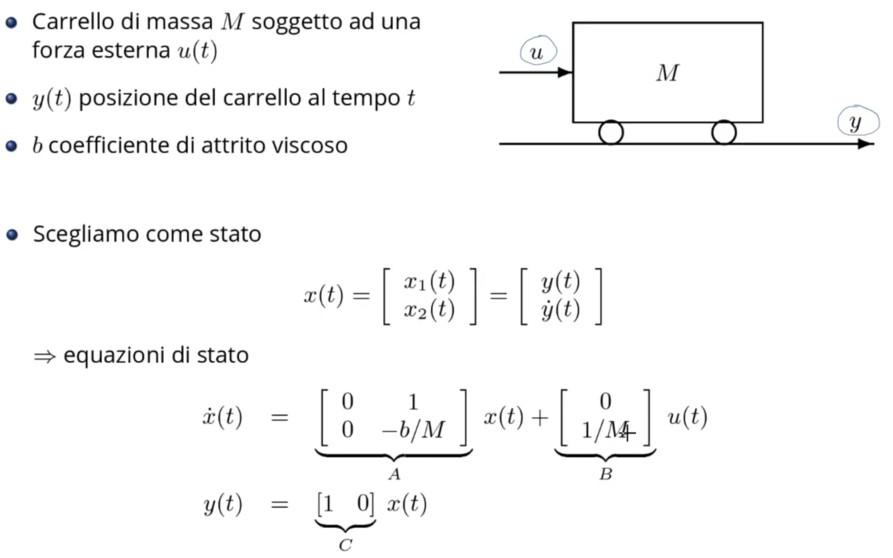 Carrello di massa M soggetto ad una
forza esterna u(t)
y(t) posizione del carrello al tempo t
b coefficiente di attrito viscoso
u
M
y
Scegliamo come stato
x(t) = [ x₁(t) ; x₂(t) ] = [ y(t) ; ẏ(t) ]
⇒ equazioni di stato
ẋ(t) = [ 0 1 ; 0 −b/M ] x(t) + [ 0 ; 1/M ] u(t)
A B
y(t) = [1 0] x(t)
C